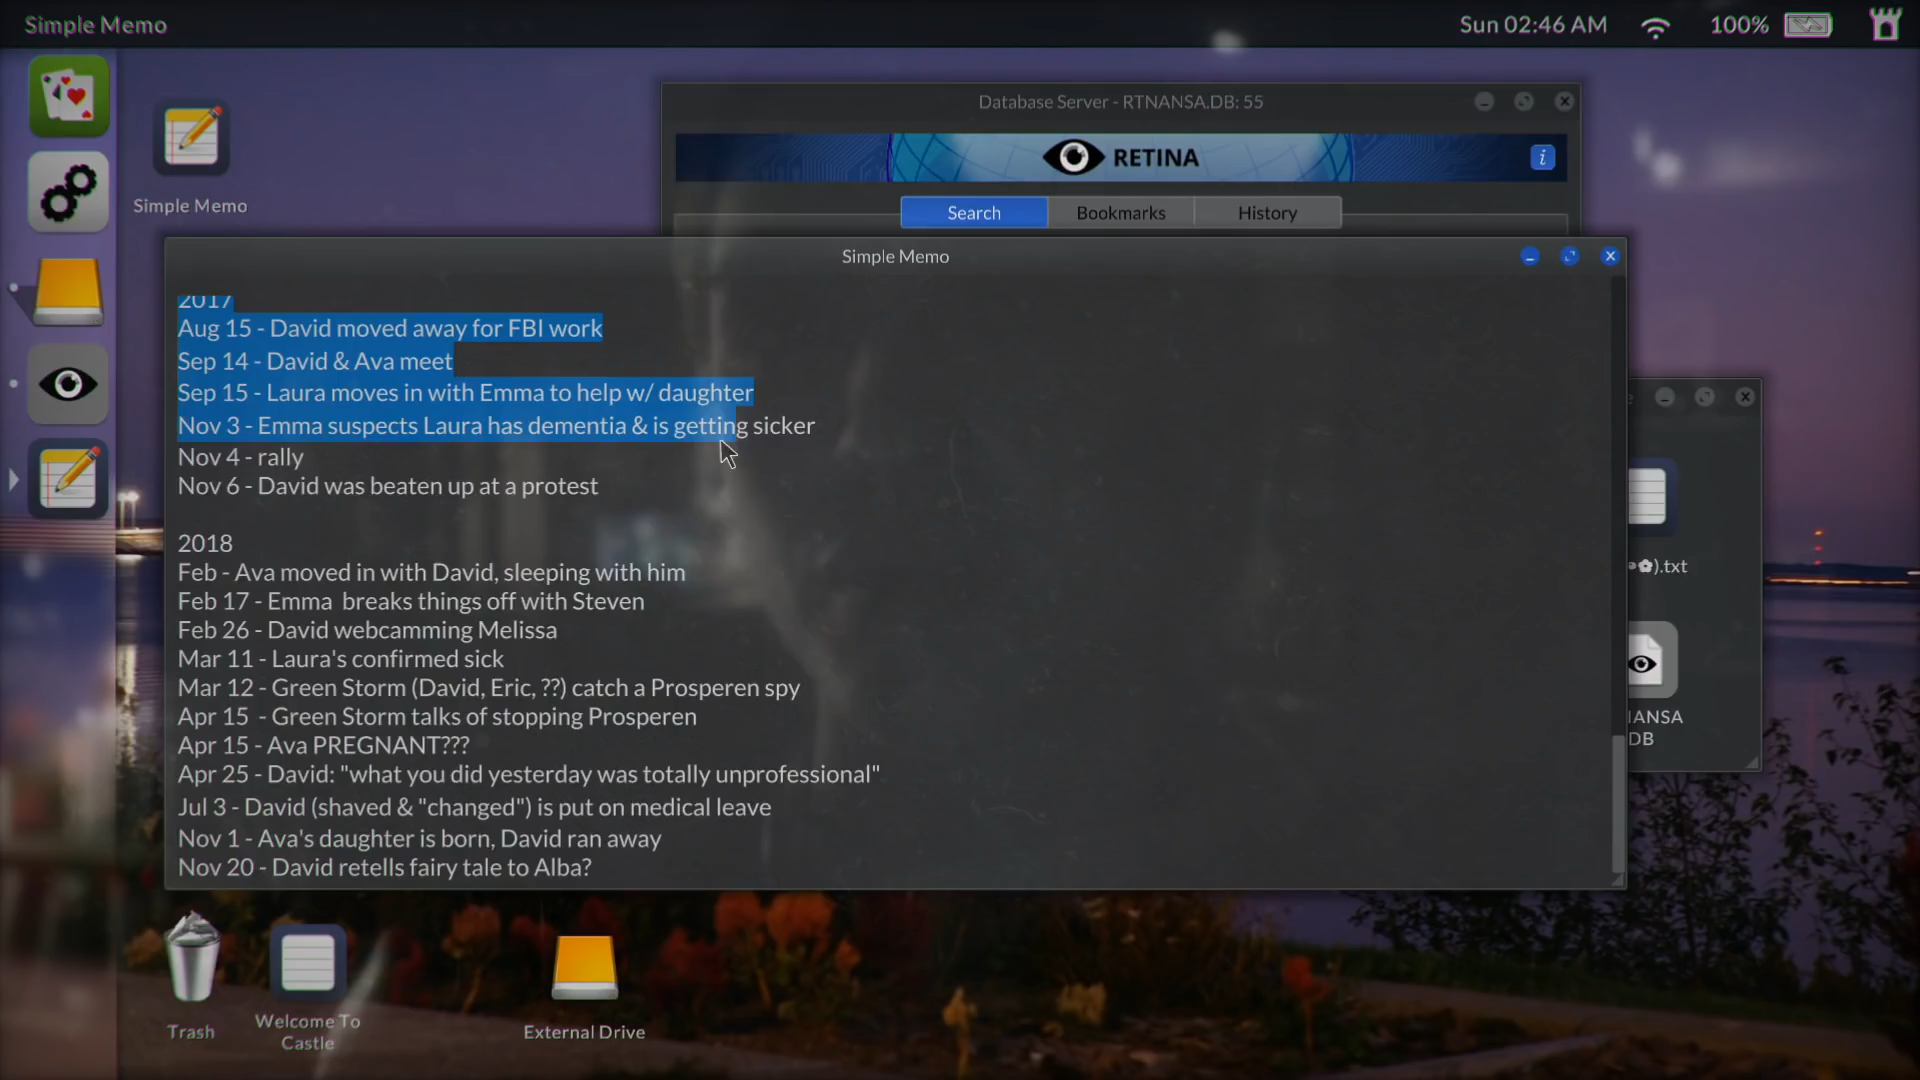 Simple Memo
Sun 02:46 AM
100%
Simple Memo
Database Server - RTNANSA.DB: 55
RETINA
i
Search
Bookmarks
History
Simple Memo
2017
Aug 15 - David moved away for FBI work
Sep 14 - David & Ava meet
Sep 15 - Laura moves in with Emma to help w/ daughter
Nov 3 - Emma suspects Laura has dementia & is getting sicker
Nov 4 - rally
Nov 6 - David was beaten up at a protest
2018
Feb - Ava moved in with David, sleeping with him
Feb 17 - Emma  breaks things off with Steven
Feb 26 - David webcamming Melissa
Mar 11 - Laura's confirmed sick
Mar 12 - Green Storm (David, Eric, ??) catch a Prosperen spy
Apr 15  - Green Storm talks of stopping Prosperen
Apr 15 - Ava PREGNANT???
Apr 25 - David: "what you did yesterday was totally unprofessional"
Jul 3 - David (shaved & "changed") is put on medical leave
Nov 1 - Ava's daughter is born, David ran away
Nov 20 - David retells fairy tale to Alba?
✿).txt
IANSA
DB
Trash
Welcome To
Castle
External Drive